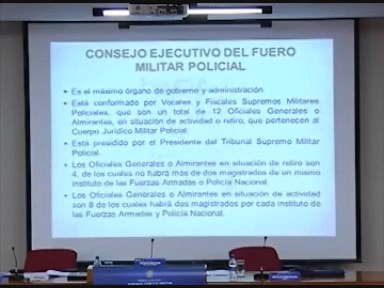 CONSEJO EJECUTIVO DEL FUERO
MILITAR POLICIAL
• Es el máximo órgano de gobierno y administración.
• Está conformado por Vocales y Fiscales Supremos Militares
Policiales, que son un total de 12 Oficiales Generales o
Almirantes, en situación de actividad o retiro, que pertenecen al
Cuerpo Jurídico Militar Policial.
• Está presidido por el Presidente del Tribunal Supremo Militar
Policial.
• Los Oficiales Generales o Almirantes en situación de retiro son
4, de los cuales no habrá más de dos magistrados de un mismo
instituto de las Fuerzas Armadas o Policía Nacional.
• Los Oficiales Generales o Almirantes en situación de actividad
son 8 de los cuales habrá dos magistrados por cada instituto de
las Fuerzas Armadas y Policía Nacional.